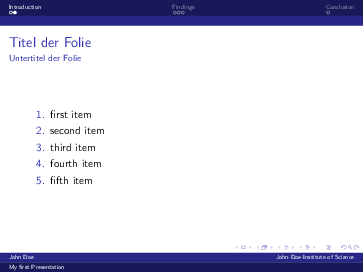 Introduction Findings Conclusion
Titel der Folie
Untertitel der Folie
1. first item
2. second item
3. third item
4. fourth item
5. fifth item
John Doe John-Doe-Institute of Science
My first Presentation